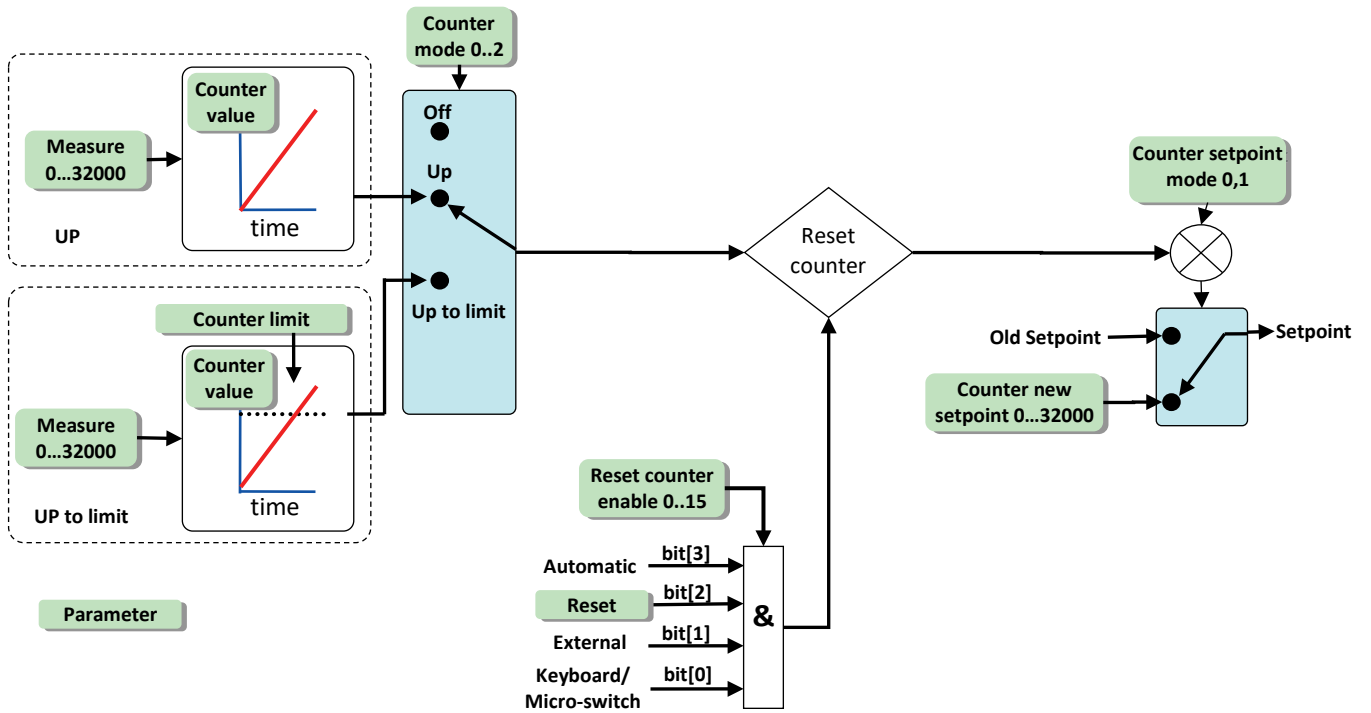 Counter
mode 0..2
Counter
value
Measure
0...32000
time
UP
Off
Up
Up to limit
Counter limit
Counter
value
Measure
0...32000
time
UP to limit
Parameter
Reset
counter
Counter setpoint
mode 0,1
Old Setpoint
Setpoint
Counter new
setpoint 0...32000
Reset counter
enable 0..15
Automatic bit[3]
Reset bit[2]
External bit[1]
Keyboard/
Micro-switch bit[0]
&